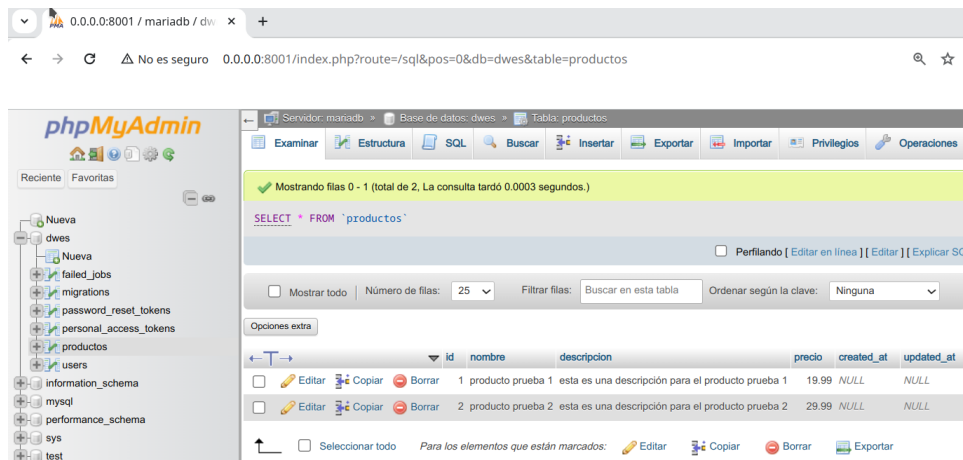 0.0.0.0:8001 / mariadb / dw
No es seguro 0.0.0.0:8001/index.php?route=/sql&pos=0&db=dwes&table=productos
phpMyAdmin
Reciente Favoritas
Nueva
dwes
Nueva
failed_jobs
migrations
password_reset_tokens
personal_access_tokens
productos
users
information_schema
mysql
performance_schema
sys
test
Servidor: mariadb » Base de datos: dwes » Tabla: productos
Examinar Estructura SQL Buscar Insertar Exportar Importar Privilegios Operaciones
Mostrando filas 0 - 1 (total de 2, La consulta tardó 0.0003 segundos.)
SELECT * FROM `productos`
Perfilando [ Editar en línea ] [ Editar ] [ Explicar SQ
Mostrar todo Número de filas: 25 Filtrar filas: Buscar en esta tabla Ordenar según la clave: Ninguna
Opciones extra
id nombre descripcion precio created_at updated_at
Editar Copiar Borrar 1 producto prueba 1 esta es una descripción para el producto prueba 1 19.99 NULL NULL
Editar Copiar Borrar 2 producto prueba 2 esta es una descripción para el producto prueba 2 29.99 NULL NULL
Seleccionar todo Para los elementos que están marcados: Editar Copiar Borrar Exportar